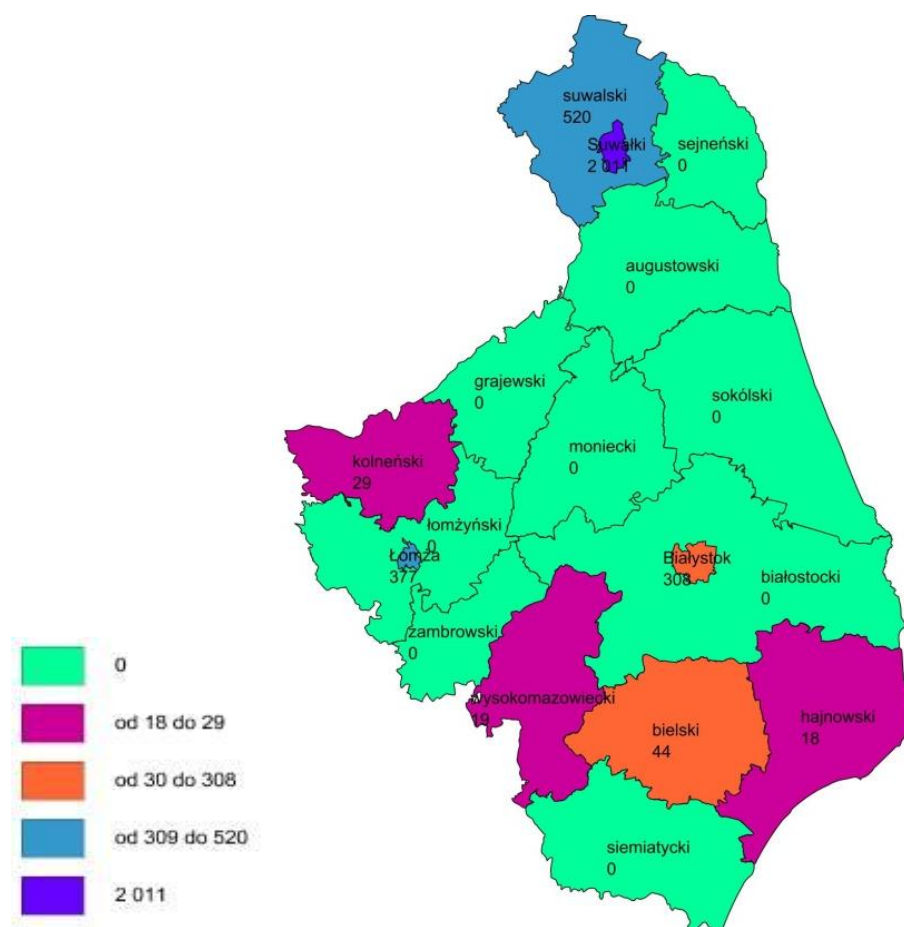 suwalski
520
Suwałki
2 011
sejneński
0
augustowski
0
grajewski
0
sokólski
0
moniecki
0
kolneński
29
łomżyński
0
Łomża
377
Białystok
308
białostocki
0
zambrowski
0
wysokomazowiecki
19
bielski
44
hajnowski
18
siemiatycki
0
0
od 18 do 29
od 30 do 308
od 309 do 520
2 011